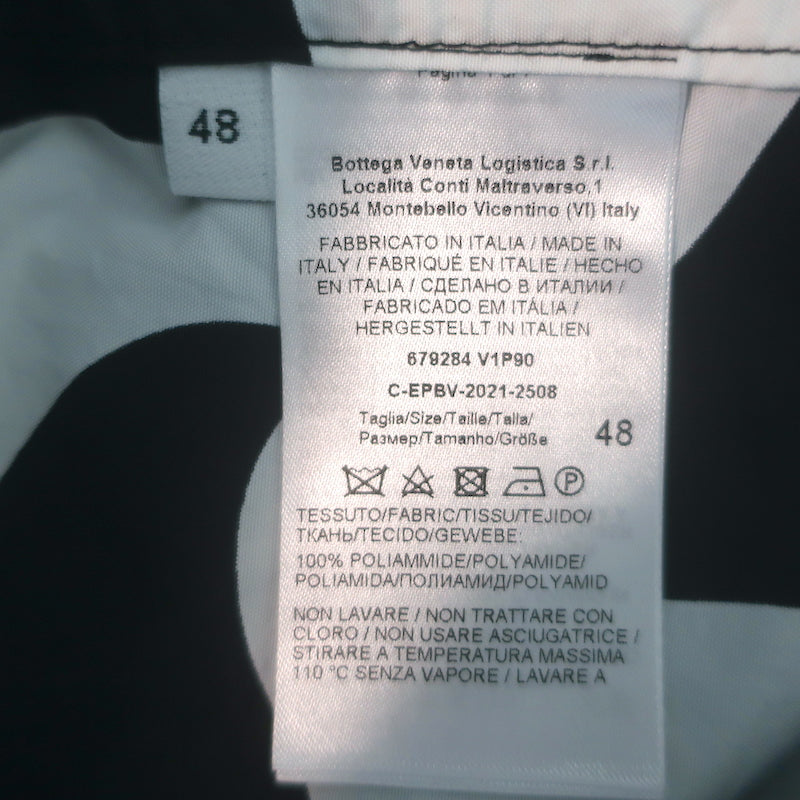 48
Bottega Veneta Logistica S.r.l.
Località Conti Maltraverso,1
36054 Montebello Vicentino (VI) Italy
FABBRICATO IN ITALIA / MADE IN
ITALY / FABRIQUÉ EN ITALIE / HECHO
EN ITALIA / СДЕЛАНО В ИТАЛИИ /
FABRICADO EM ITÁLIA /
HERGESTELLT IN ITALIEN
679284 V1P90
C-EPBV-2021-2508
Taglia/Size/Taille/Talla/
Размер/Tamanho/Größe 48
P
TESSUTO/FABRIC/TISSU/TEJIDO/
ТКАНЬ/TECIDO/GEWEBE:
100% POLIAMMIDE/POLYAMIDE/
POLIAMIDA/ПОЛИАМИД/POLYAMID
NON LAVARE / NON TRATTARE CON
CLORO / NON USARE ASCIUGATRICE /
STIRARE A TEMPERATURA MASSIMA
110 °C SENZA VAPORE / LAVARE A